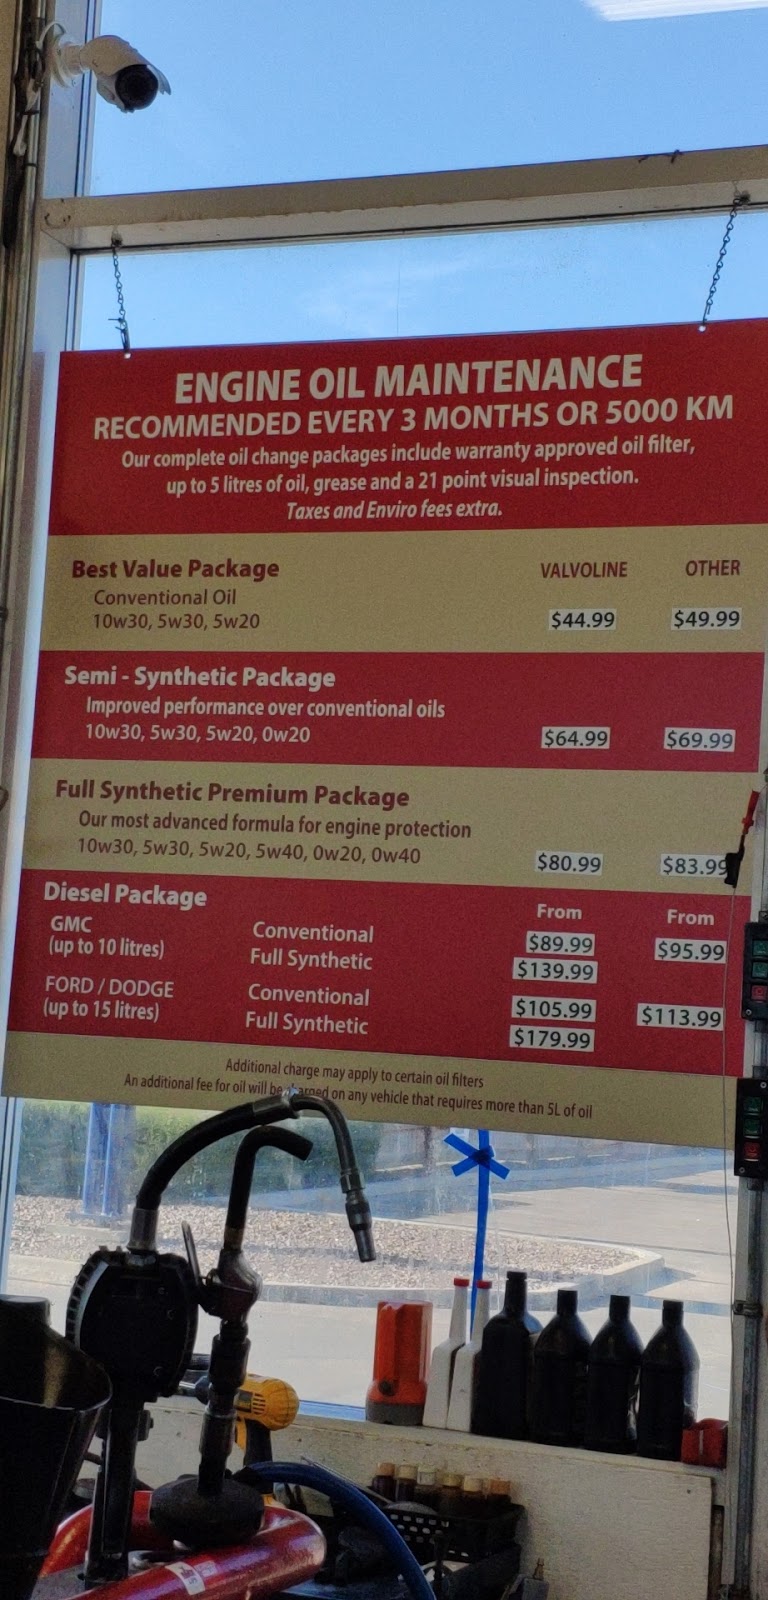 ENGINE OIL MAINTENANCE
RECOMMENDED EVERY 3 MONTHS OR 5000 KM
Our complete oil change packages include warranty approved oil filter,
up to 5 litres of oil, grease and a 21 point visual inspection.
Taxes and Enviro fees extra.
Best Value Package VALVOLINE OTHER
Conventional Oil
10w30, 5w30, 5w20 $44.99 $49.99
Semi - Synthetic Package
Improved performance over conventional oils
10w30, 5w30, 5w20, 0w20 $64.99 $69.99
Full Synthetic Premium Package
Our most advanced formula for engine protection
10w30, 5w30, 5w20, 5w40, 0w20, 0w40 $80.99 $83.99
Diesel Package From From
GMC Conventional $89.99 $95.99
(up to 10 litres) Full Synthetic $139.99
FORD / DODGE Conventional $105.99 $113.99
(up to 15 litres) Full Synthetic $179.99
Additional charge may apply to certain oil filters
An additional fee for oil will be charged on any vehicle that requires more than 5L of oil